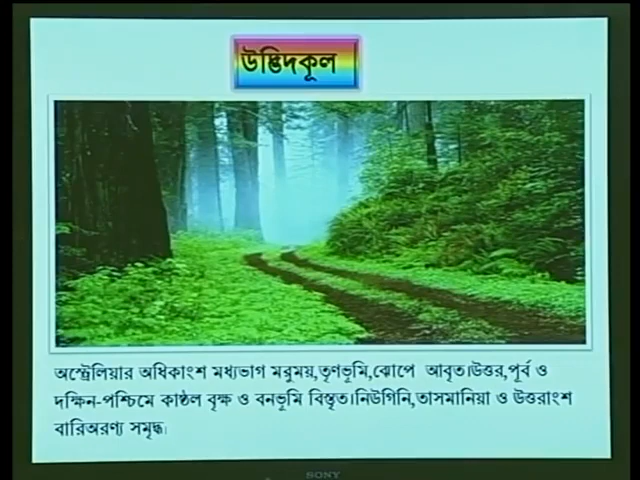 উদ্ভিদকূল
অস্ট্রেলিয়ার অধিকাংশ মধ্যভাগ মরুময়,তৃণভূমি,ঝোপে আবৃত।উত্তর,পূর্ব ও
দক্ষিন-পশ্চিমে কাষ্ঠল বৃক্ষ ও বনভূমি বিস্তৃত।নিউগিনি,তাসমানিয়া ও উত্তরাংশ
বারিঅরণ্য সমৃদ্ধ।
SONY